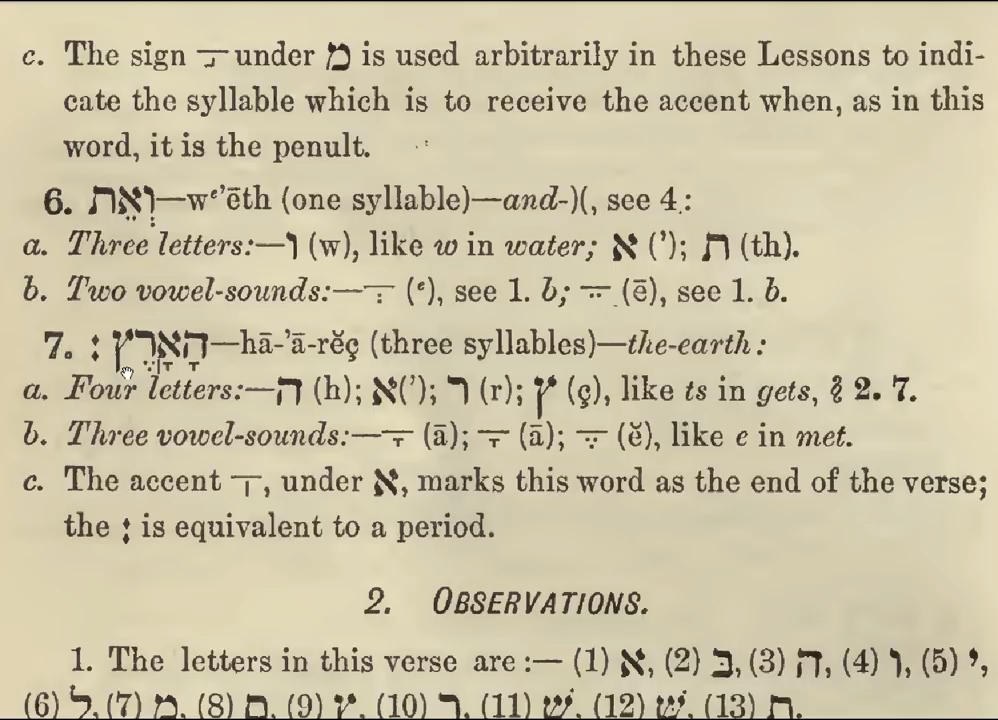 c. The sign ־֫ under מ is used arbitrarily in these Lessons to indi-
cate the syllable which is to receive the accent when, as in this
word, it is the penult.
6. וְאֵת—wᵉ’ēth (one syllable)—and-)(, see 4.:
a. Three letters:—ו (w), like w in water; א (’); ת (th).
b. Two vowel-sounds:—־ְ (ᵉ), see 1. b; ־ֵ (ē), see 1. b.
7. הָאָֽרֶץ ׃—hā-’ā-rĕç (three syllables)—the-earth:
a. Four letters:—ה (h); א(’); ר (r); ץ (ç), like ts in gets, § 2. 7.
b. Three vowel-sounds:—־ָ (ā); ־ָ (ā); ־ֶ (ĕ), like e in met.
c. The accent ־ֽ, under א, marks this word as the end of the verse;
the ׃ is equivalent to a period.
2. OBSERVATIONS.
1. The letters in this verse are:— (1) א, (2) בּ, (3) ה, (4) ו, (5) י,
(6) ל, (7) מ, (8) ם, (9) ץ, (10) ר, (11) שׁ, (12) שׂ, (13) ת.